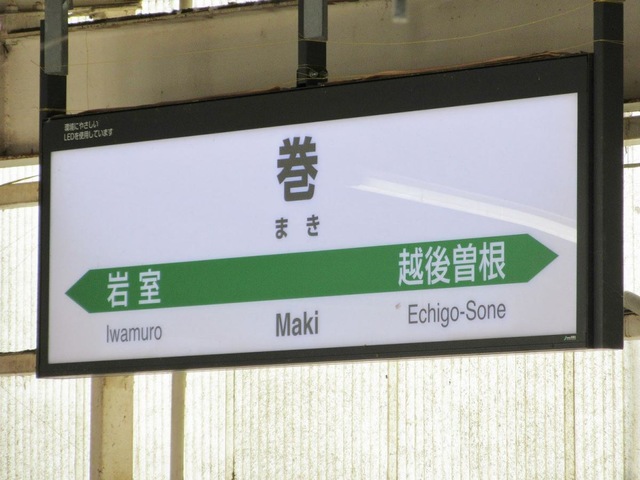 環境にやさしい
LEDを使用しています
巻
まき
岩室 越後曽根
Iwamuro Maki Echigo-Sone